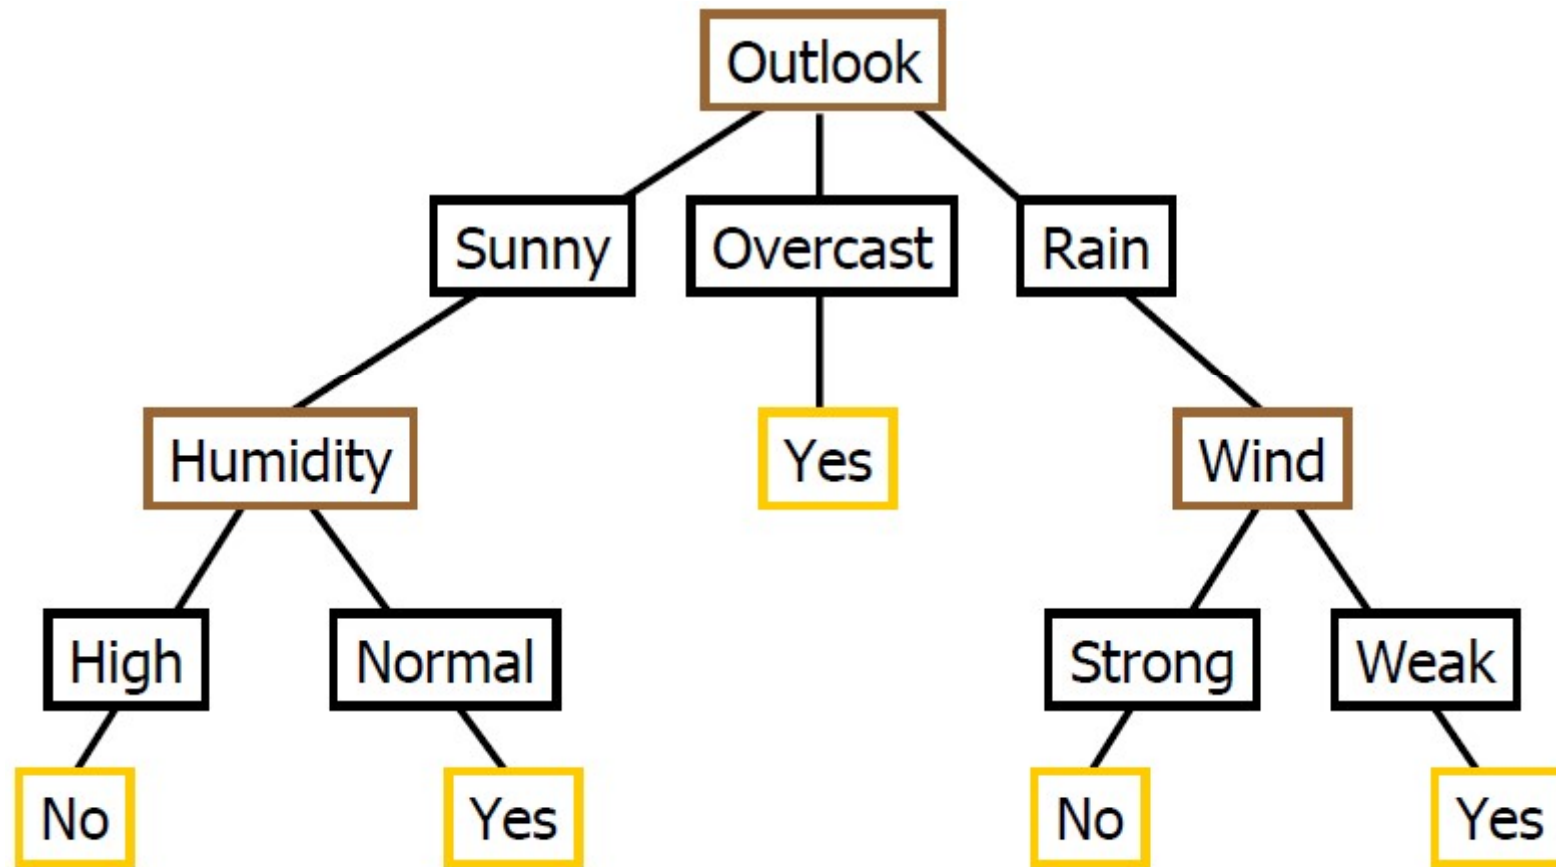 Outlook
Sunny Overcast Rain
Humidity Yes Wind
High Normal Strong Weak
No Yes No Yes